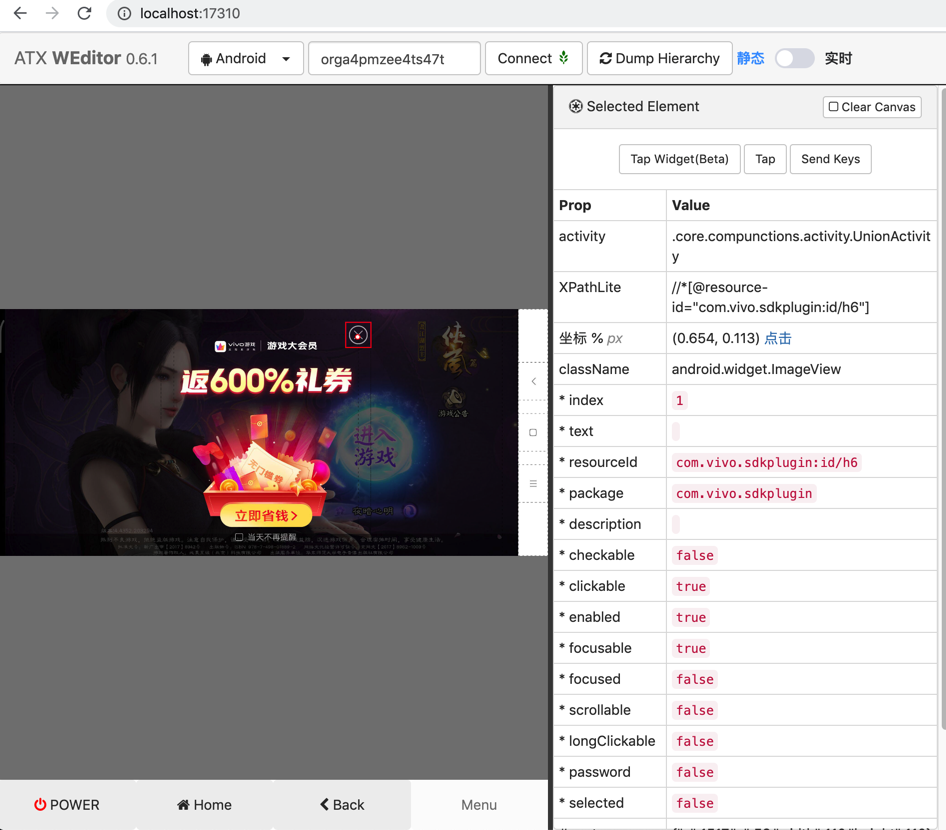 localhost:17310
ATX WEditor 0.6.1
Android
orga4pmzee4ts47t
Connect
Dump Hierarchy
静态
实时
Selected Element
Clear Canvas
Tap Widget(Beta)
Tap
Send Keys
Prop Value
activity .core.compunctions.activity.UnionActivit
y
XPathLite //*[@resource-
id="com.vivo.sdkplugin:id/h6"]
坐标 % px (0.654, 0.113) 点击
className android.widget.ImageView
* index 1
* text
* resourceId com.vivo.sdkplugin:id/h6
* package com.vivo.sdkplugin
* description
* checkable false
* clickable true
* enabled true
* focusable true
* focused false
* scrollable false
* longClickable false
* password false
* selected false
vivo游戏 游戏大会员
返600%礼券
进入
游戏
游戏公告
立即省钱>
当天不再提醒
POWER
Home
Back
Menu